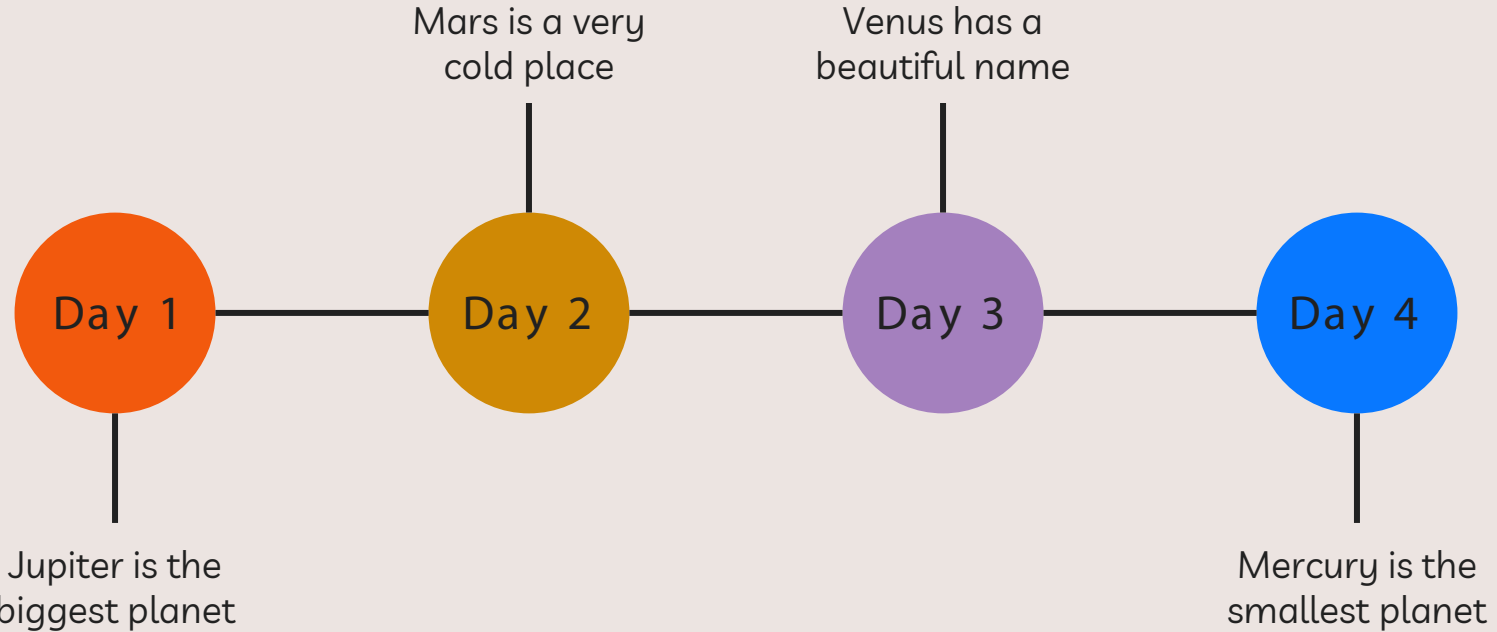 Mars is a very
cold place
Venus has a
beautiful name
Day 1
Day 2
Day 3
Day 4
Jupiter is the
biggest planet
Mercury is the
smallest planet